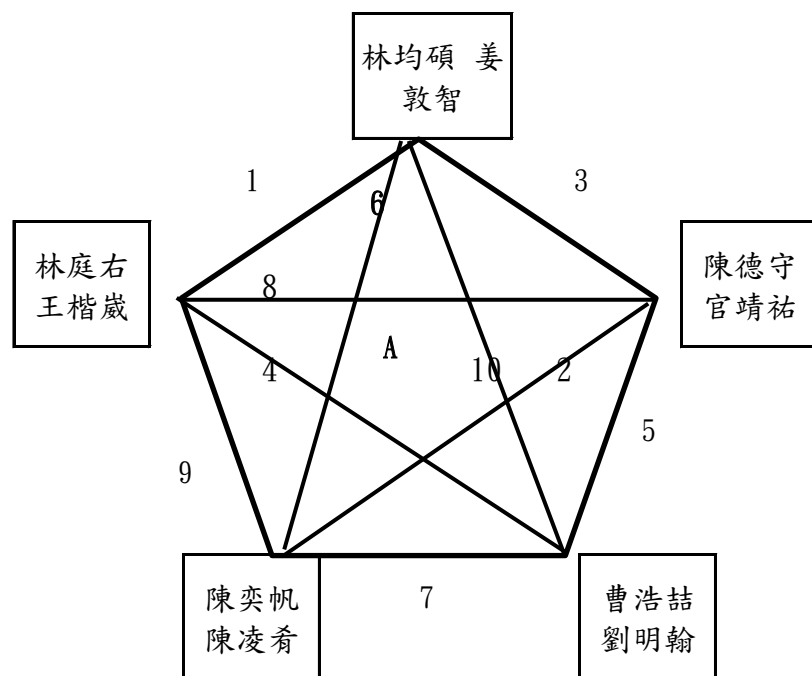 林均碩 姜
敦智
1
3
6
林庭右
王楷崴
陳德守
官靖祐
8
A
4
10
2
5
9
陳奕帆
陳凌肴
7
曹浩喆
劉明翰